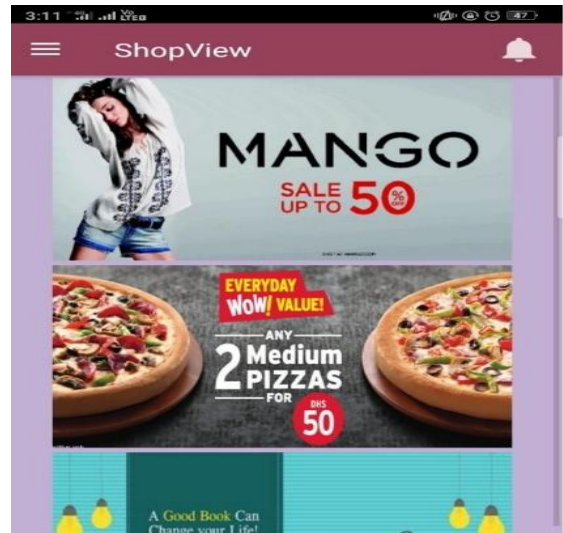 3:11
47
ShopView
MANGO
SALE
UP TO 50% OFF
EVERYDAY
WOW! VALUE!
ANY
2 Medium
PIZZAS
FOR
DHS
50
A Good Book Can
Change your Life!